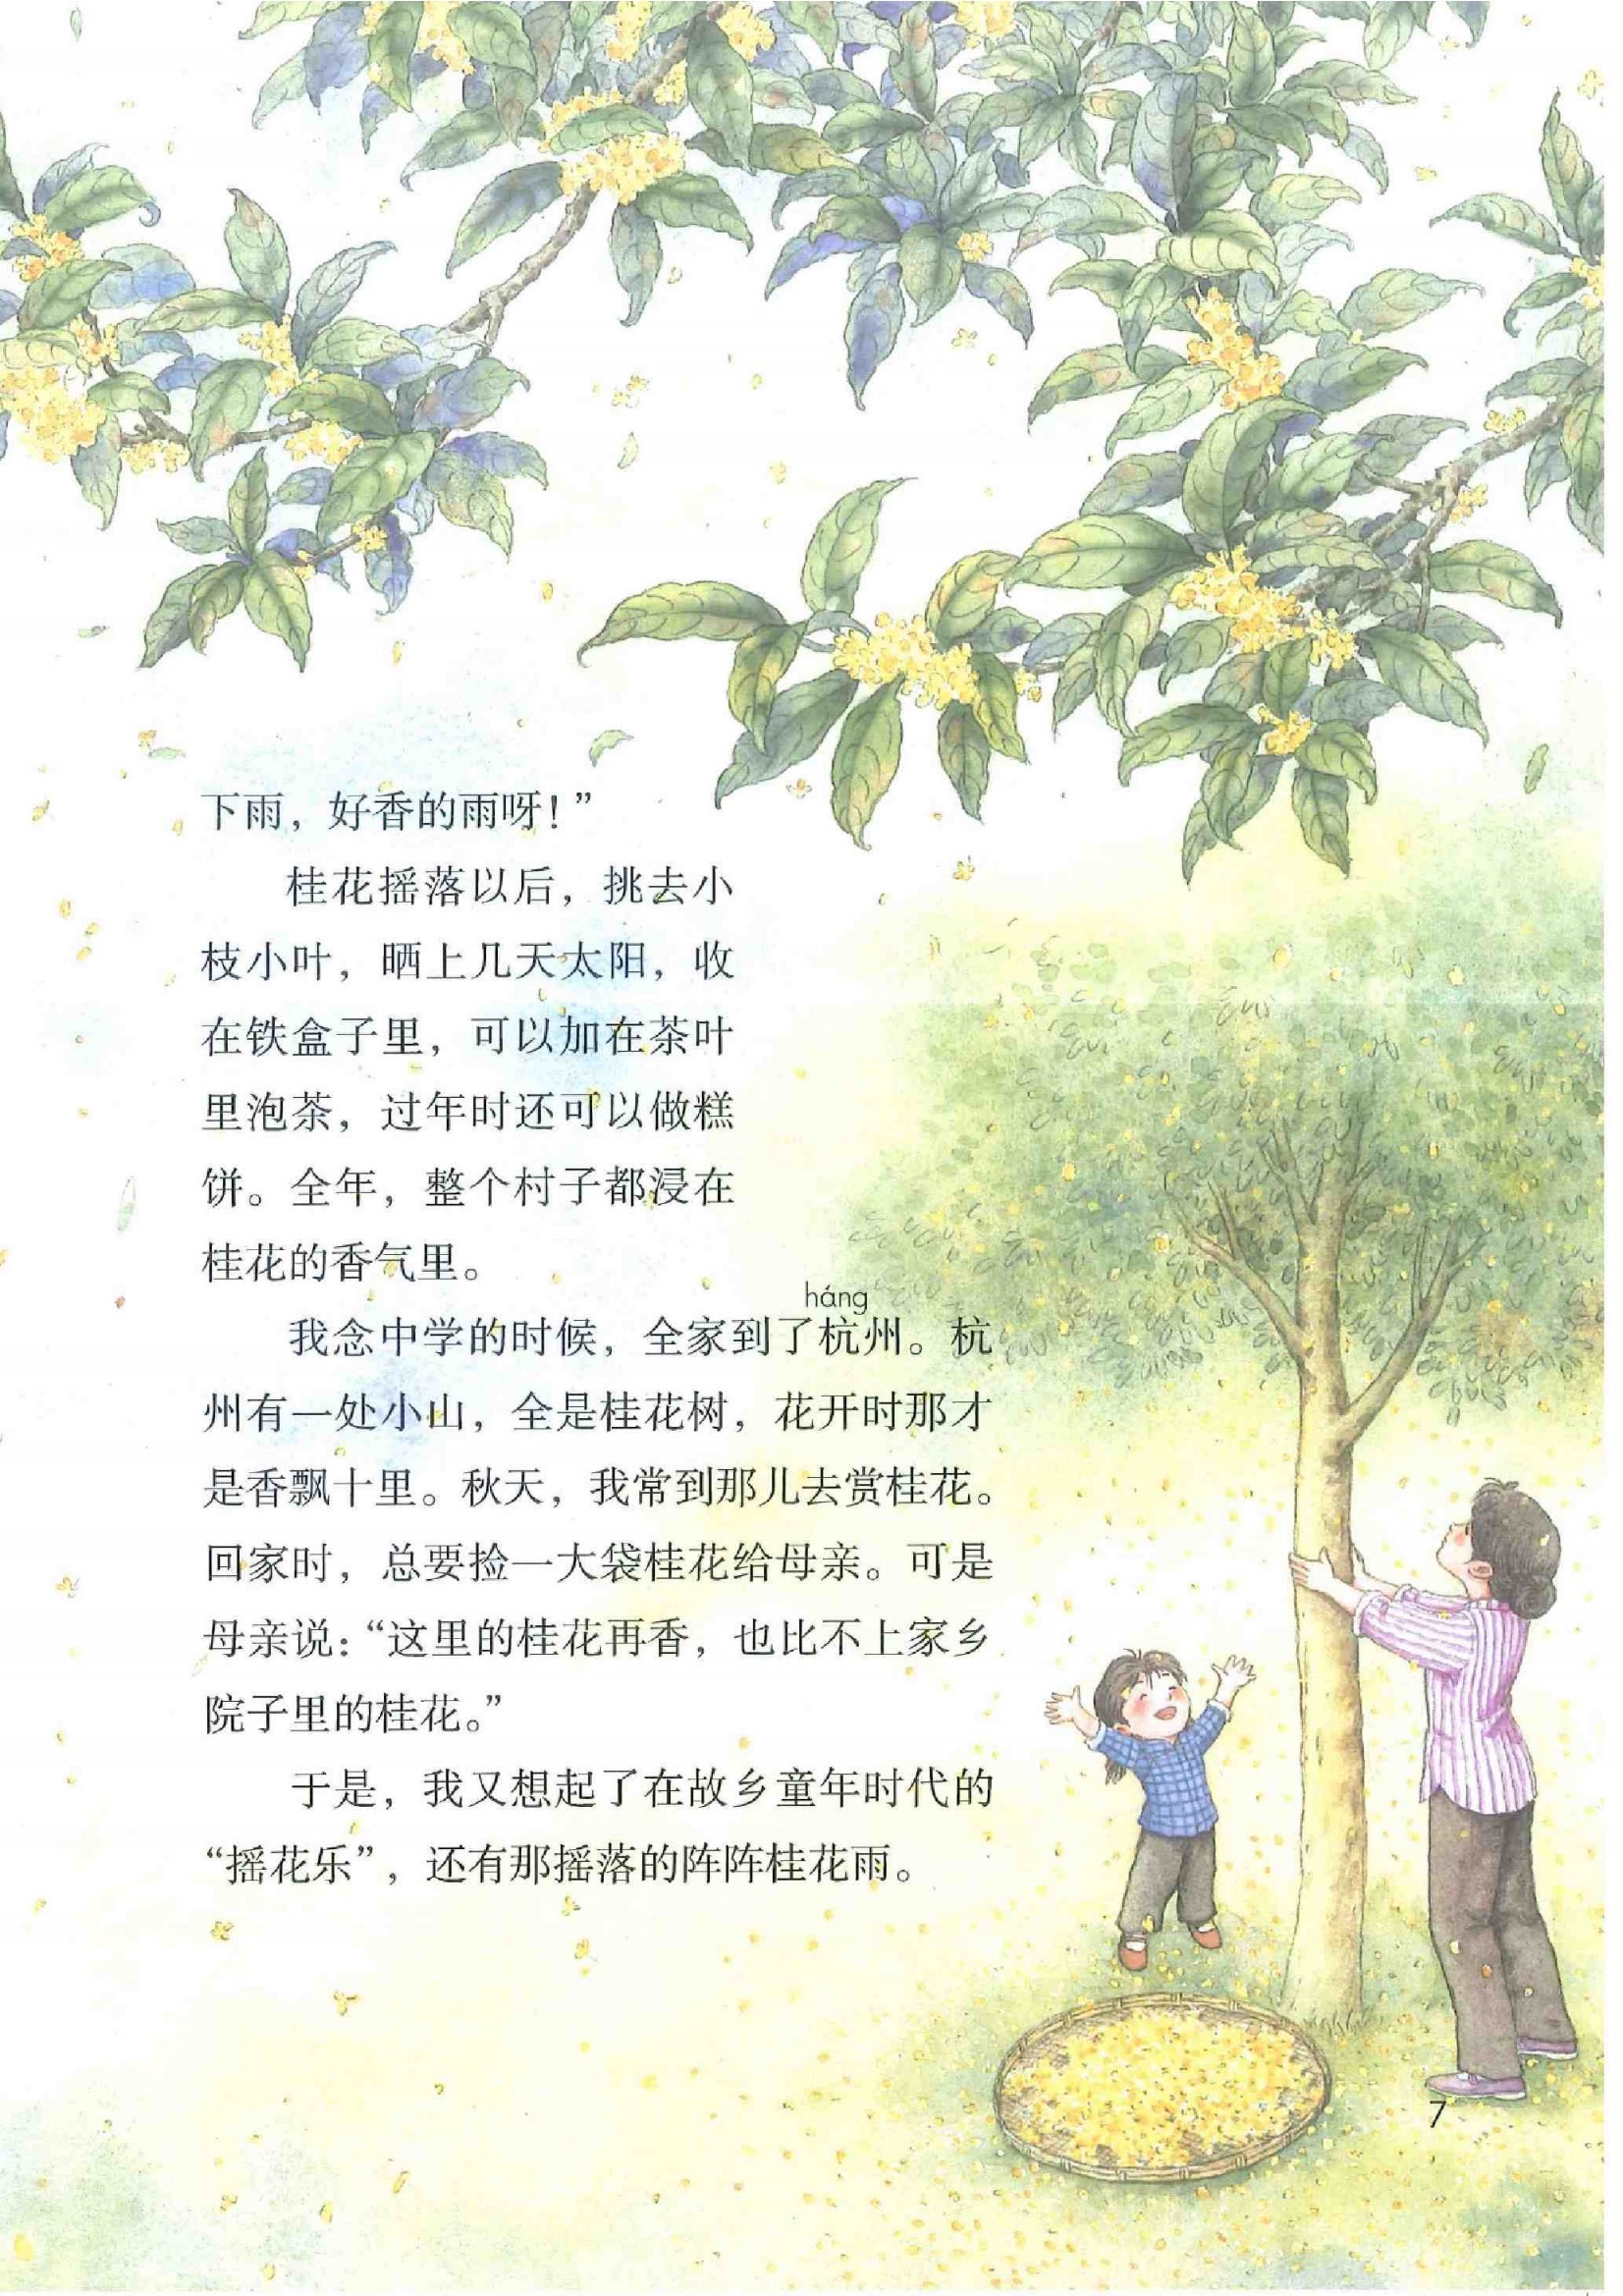 下雨，好香的雨呀！”
桂花摇落以后，挑去小
枝小叶，晒上几天太阳，收
在铁盒子里，可以加在茶叶
里泡茶，过年时还可以做糕
饼。全年，整个村子都浸在
桂花的香气里。
háng
我念中学的时候，全家到了杭州。杭
州有一处小山，全是桂花树，花开时那才
是香飘十里。秋天，我常到那儿去赏桂花。
回家时，总要捡一大袋桂花给母亲。可是
母亲说：“这里的桂花再香，也比不上家乡
院子里的桂花。”
于是，我又想起了在故乡童年时代的
“摇花乐”，还有那摇落的阵阵桂花雨。
7